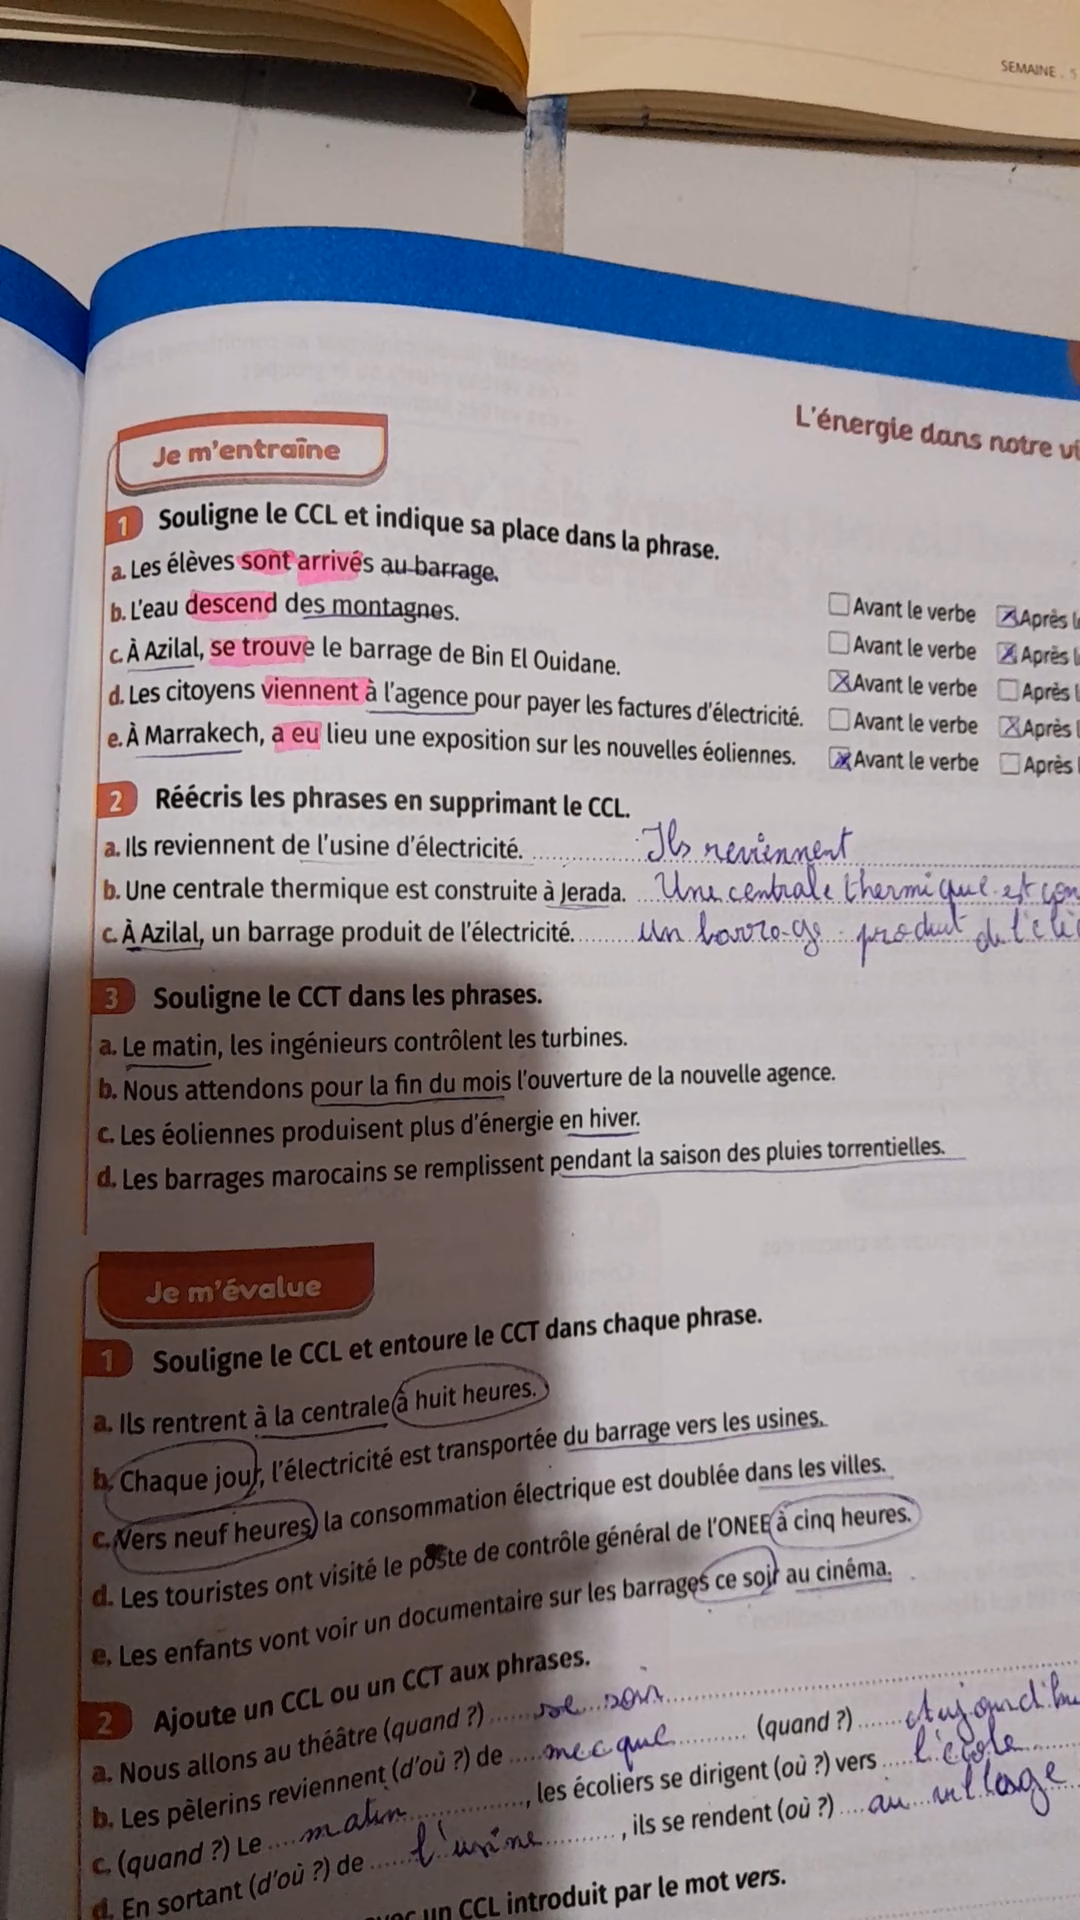 SEMAINE . 5
L'énergie dans notre vi
Je m'entraîne
1 Souligne le CCL et indique sa place dans la phrase.
a. Les élèves sont arrivés au barrage.
Avant le verbe Après
b. L'eau descend des montagnes.
Avant le verbe Après
c. À Azilal, se trouve le barrage de Bin El Ouidane.
Avant le verbe Après
d. Les citoyens viennent à l'agence pour payer les factures d'électricité.
Avant le verbe Après
e. À Marrakech, a eu lieu une exposition sur les nouvelles éoliennes.
Avant le verbe Après
2 Réécris les phrases en supprimant le CCL.
a. Ils reviennent de l'usine d'électricité. Ils reviennent
b. Une centrale thermique est construite à Jerada. Une centrale thermique est con
c. À Azilal, un barrage produit de l'électricité. un barrage produit de l'éle
3 Souligne le CCT dans les phrases.
a. Le matin, les ingénieurs contrôlent les turbines.
b. Nous attendons pour la fin du mois l'ouverture de la nouvelle agence.
c. Les éoliennes produisent plus d'énergie en hiver.
d. Les barrages marocains se remplissent pendant la saison des pluies torrentielles.
Je m'évalue
1 Souligne le CCL et entoure le CCT dans chaque phrase.
a. Ils rentrent à la centrale à huit heures.
b. Chaque jour, l'électricité est transportée du barrage vers les usines.
c. Vers neuf heures, la consommation électrique est doublée dans les villes.
d. Les touristes ont visité le poste de contrôle général de l'ONEE à cinq heures.
e. Les enfants vont voir un documentaire sur les barrages ce soir au cinéma.
2 Ajoute un CCL ou un CCT aux phrases.
a. Nous allons au théâtre (quand ?) se soir
b. Les pèlerins reviennent (d'où ?) de mecque (quand ?) Aujourd'hu
c. (quand ?) Le matin, les écoliers se dirigent (où ?) vers l'école
d. En sortant (d'où ?) de l'usine, ils se rendent (où ?) au village
un CCL introduit par le mot vers.